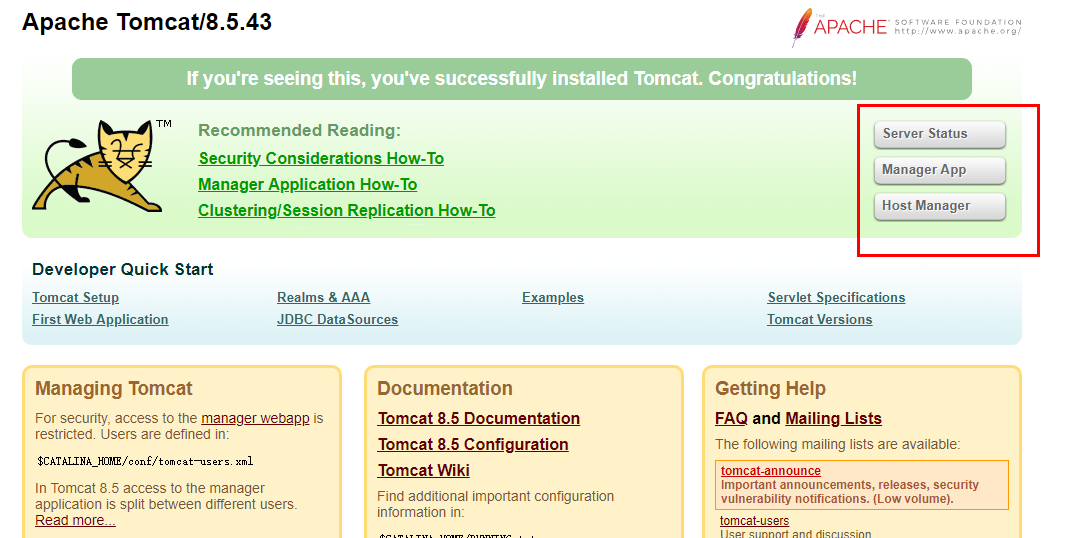 Apache Tomcat/8.5.43
THE
APACHE™ SOFTWARE FOUNDATION
http://www.apache.org/
If you're seeing this, you've successfully installed Tomcat. Congratulations!
TM
Recommended Reading:
Security Considerations How-To
Manager Application How-To
Clustering/Session Replication How-To
Server Status
Manager App
Host Manager
Developer Quick Start
Tomcat Setup
First Web Application
Realms & AAA
JDBC DataSources
Examples
Servlet Specifications
Tomcat Versions
Managing Tomcat
For security, access to the manager webapp is
restricted. Users are defined in:
$CATALINA_HOME/conf/tomcat-users.xml
In Tomcat 8.5 access to the manager
application is split between different users.
Read more...
Documentation
Tomcat 8.5 Documentation
Tomcat 8.5 Configuration
Tomcat Wiki
Find additional important configuration
information in:
Getting Help
FAQ and Mailing Lists
The following mailing lists are available:
tomcat-announce
Important announcements, releases, security
vulnerability notifications. (Low volume).
tomcat-users
User support and discussion